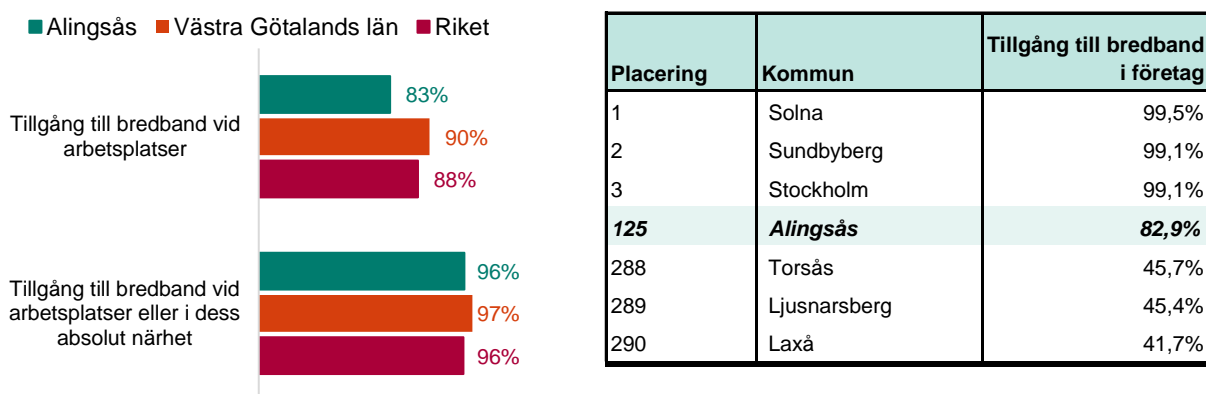 Alingsås Västra Götalands län Riket
Tillgång till bredband vid
arbetsplatser
83%
90%
88%
Tillgång till bredband vid
arbetsplatser eller i dess
absolut närhet
96%
97%
96%
Placering Kommun Tillgång till bredband i företag
1 Solna 99,5%
2 Sundbyberg 99,1%
3 Stockholm 99,1%
125 Alingsås 82,9%
288 Torsås 45,7%
289 Ljusnarsberg 45,4%
290 Laxå 41,7%